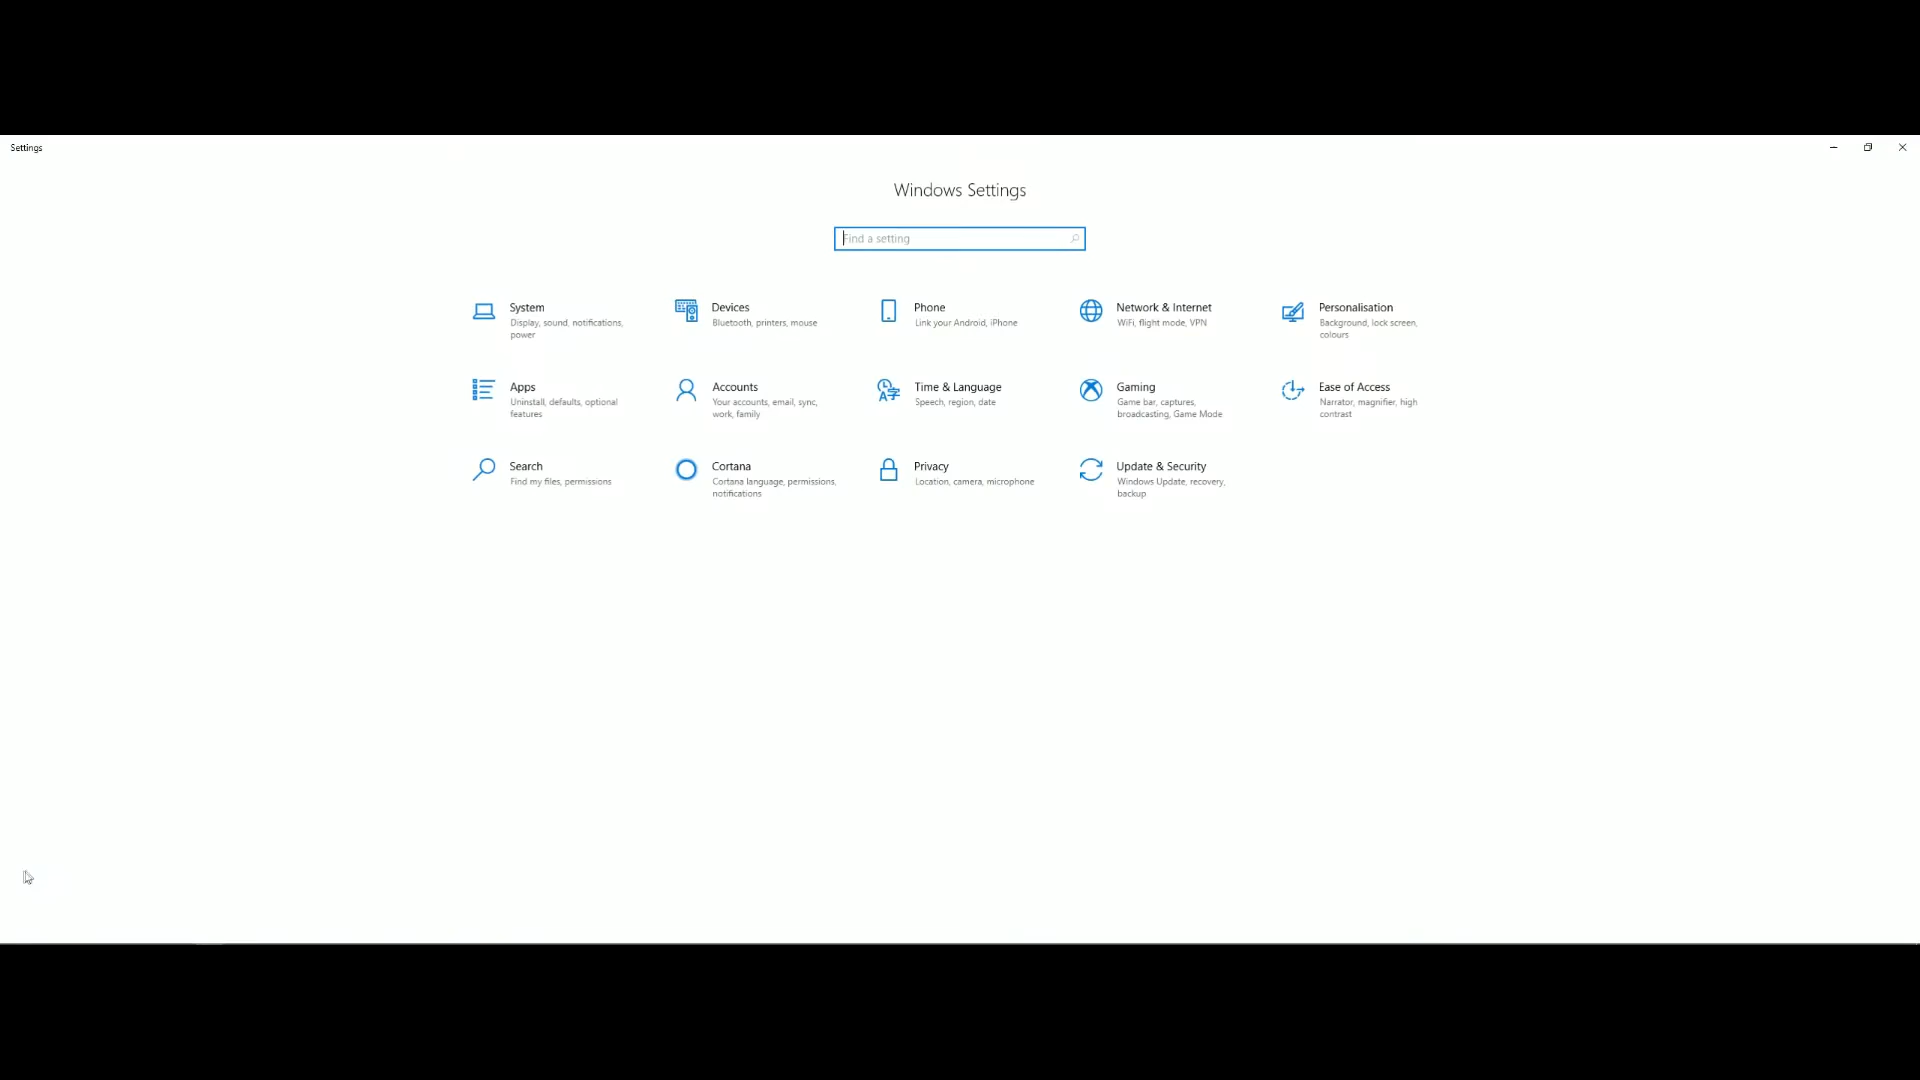 Settings
Windows Settings
Find a setting
System
Display, sound, notifications,
power
Devices
Bluetooth, printers, mouse
Phone
Link your Android, iPhone
Network & Internet
WiFi, flight mode, VPN
Personalisation
Background, lock screen,
colours
Apps
Uninstall, defaults, optional
features
Accounts
Your accounts, email, sync,
work, family
Time & Language
Speech, region, date
Gaming
Game bar, captures,
broadcasting, Game Mode
Ease of Access
Narrator, magnifier, high
contrast
Search
Find my files, permissions
Cortana
Cortana language, permissions,
notifications
Privacy
Location, camera, microphone
Update & Security
Windows Update, recovery,
backup